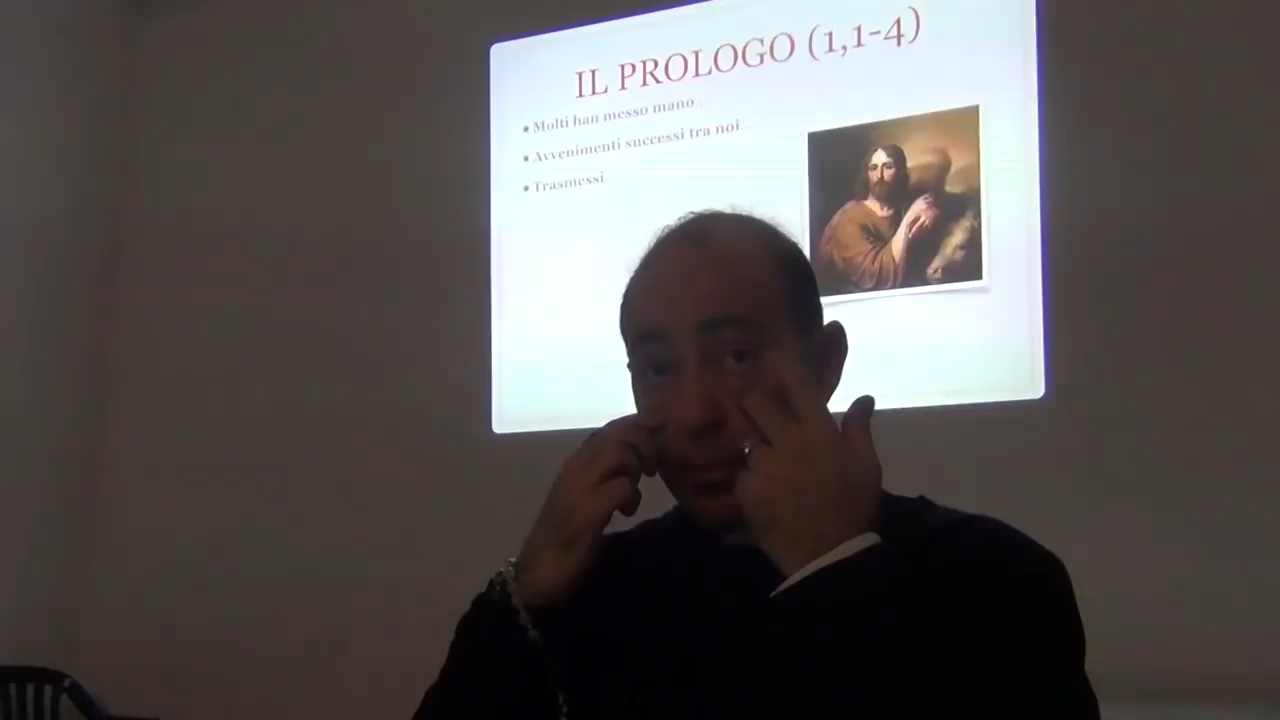 IL PROLOGO (1,1-4)
• Molti han messo mano..
• Avvenimenti successi tra noi...
• Trasmessi..